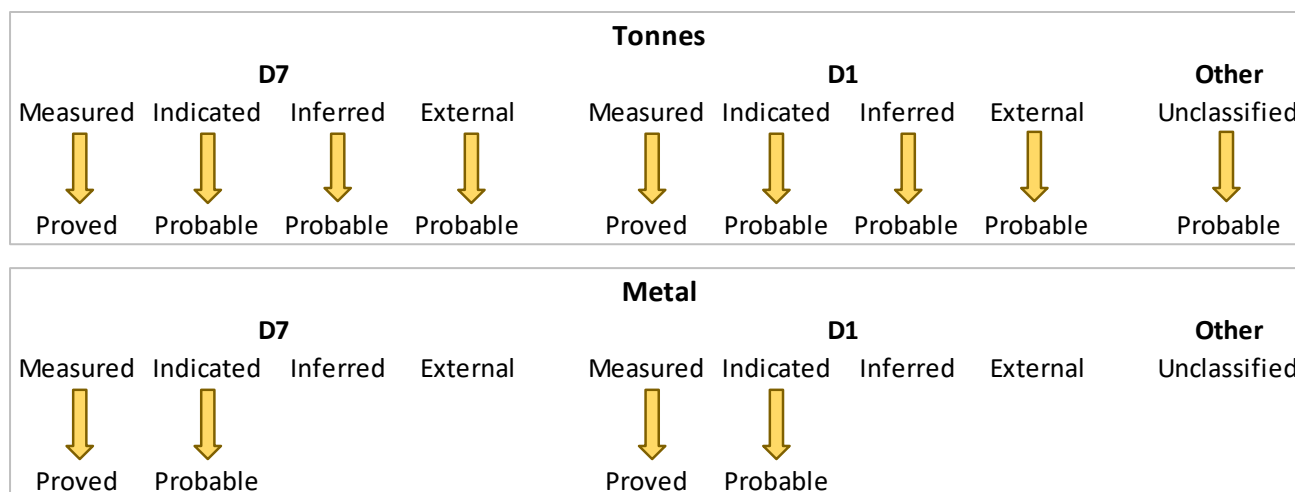 Tonnes
D7 D1 Other
Measured Indicated Inferred External Measured Indicated Inferred External Unclassified
Proved Probable Probable Probable Proved Probable Probable Probable Probable
Metal
D7 D1 Other
Measured Indicated Inferred External Measured Indicated Inferred External Unclassified
Proved Probable Proved Probable